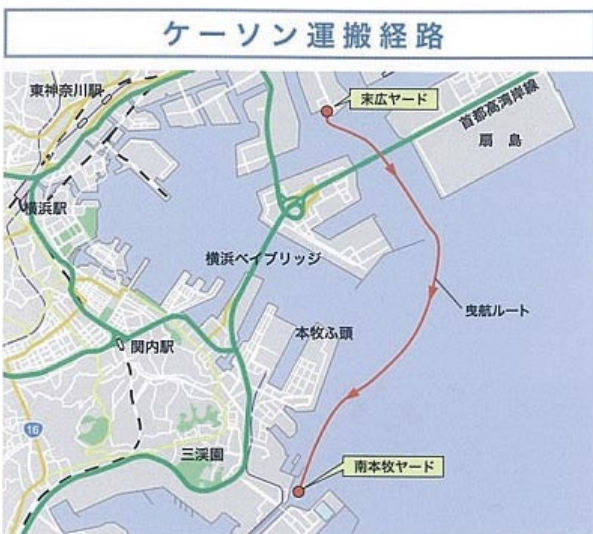 ケーソン運搬経路
東神奈川駅
末広ヤード
首都高湾岸線
扇島
横浜駅
横浜ベイブリッジ
曳航ルート
本牧ふ頭
関内駅
16
三渓園
南本牧ヤード